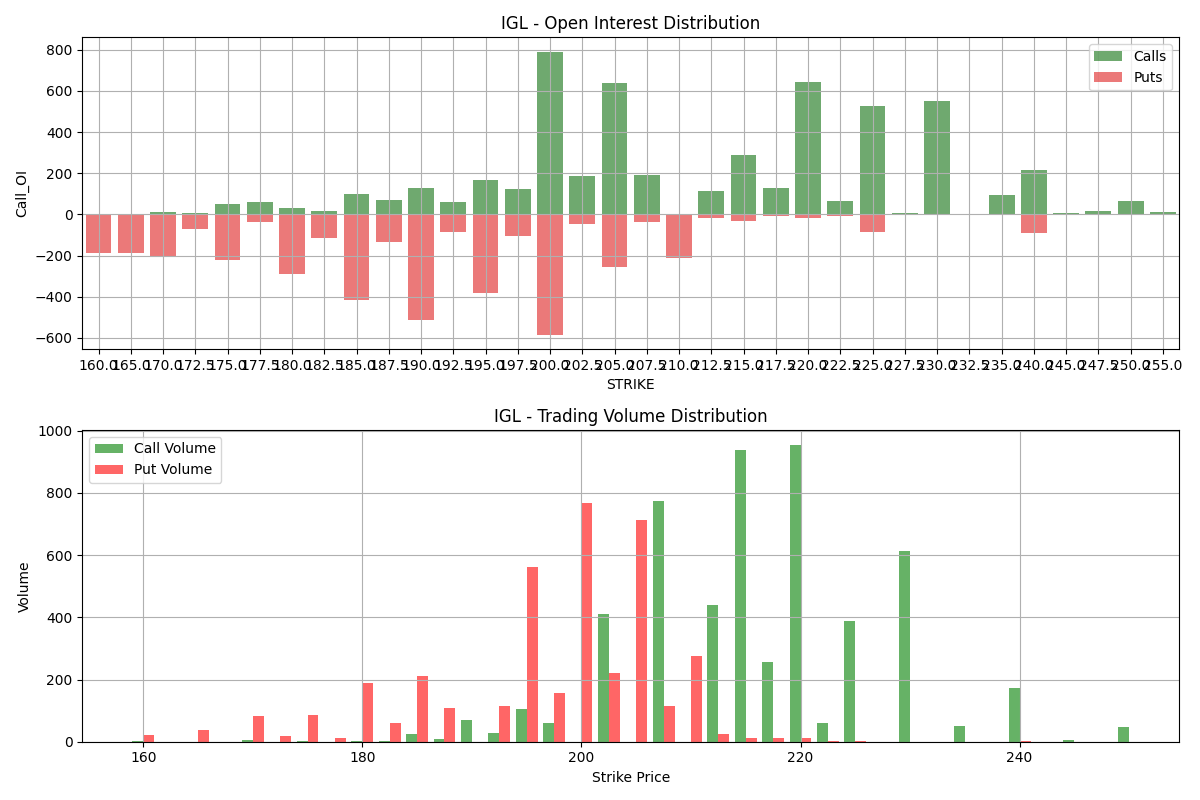 IGL - Open Interest Distribution
Calls
Puts
Call_OI
800
600
400
200
0
−200
−400
−600
160.0 165.0 170.0 172.5 175.0 177.5 180.0 182.5 185.0 187.5 190.0 192.5 195.0 197.5 200.0 202.5 205.0 207.5 210.0 212.5 215.0 217.5 220.0 222.5 225.0 227.5 230.0 232.5 235.0 240.0 245.0 247.5 250.0 255.0
STRIKE
IGL - Trading Volume Distribution
Call Volume
Put Volume
Volume
1000
800
600
400
200
0
160 180 200 220 240
Strike Price